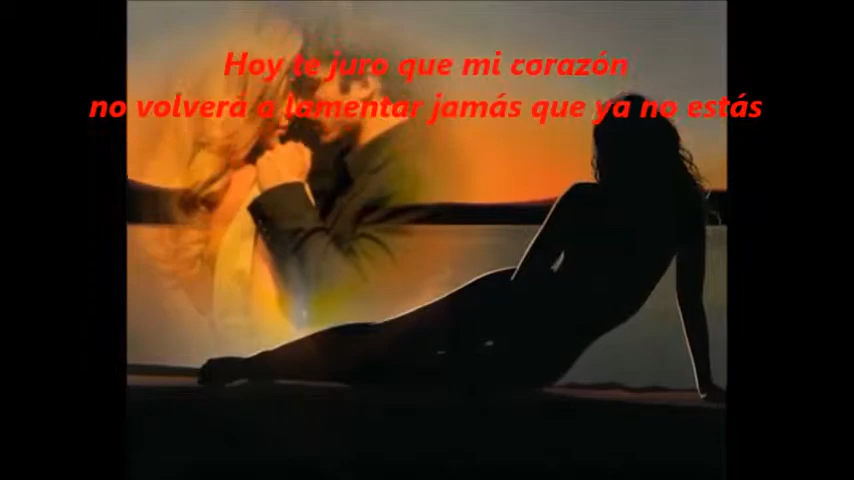 Hoy te juro que mi corazón
no volverá a lamentar jamás que ya no estás